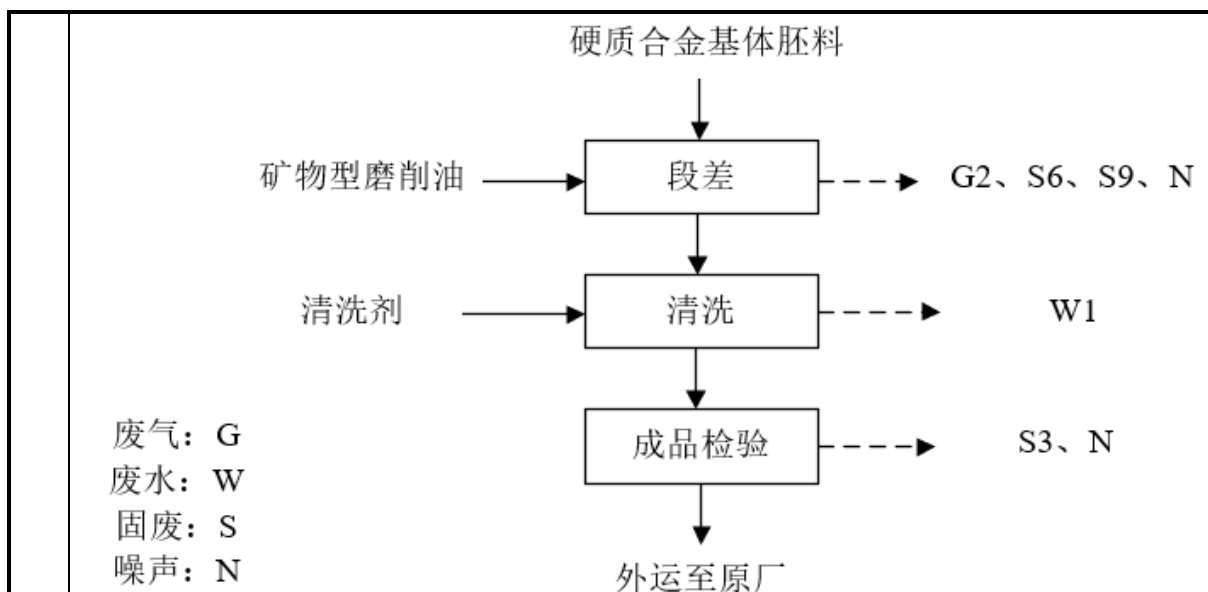 硬质合金基体胚料
矿物型磨削油
段差
G2、S6、S9、N
清洗剂
清洗
W1
成品检验
S3、N
废气：G
废水：W
固废：S
噪声：N
外运至原厂